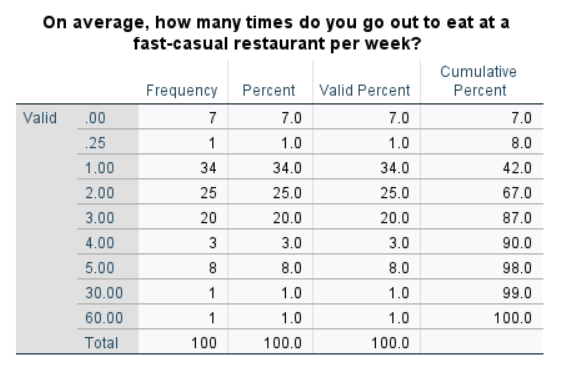 On average, how many times do you go out to eat at a
fast-casual restaurant per week?
Frequency Percent Valid Percent Cumulative Percent
Valid .00 7 7.0 7.0 7.0
.25 1 1.0 1.0 8.0
1.00 34 34.0 34.0 42.0
2.00 25 25.0 25.0 67.0
3.00 20 20.0 20.0 87.0
4.00 3 3.0 3.0 90.0
5.00 8 8.0 8.0 98.0
30.00 1 1.0 1.0 99.0
60.00 1 1.0 1.0 100.0
Total 100 100.0 100.0